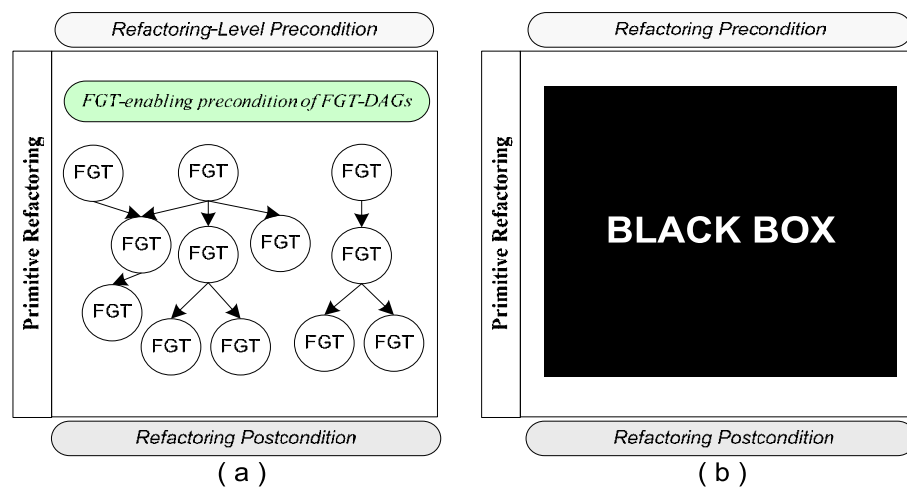 Refactoring-Level Precondition
Primitive Refactoring
FGT-enabling precondition of FGT-DAGs
FGT FGT FGT
FGT FGT FGT FGT
FGT
FGT FGT FGT FGT
Refactoring Postcondition
( a )
Refactoring Precondition
Primitive Refactoring
BLACK BOX
Refactoring Postcondition
( b )